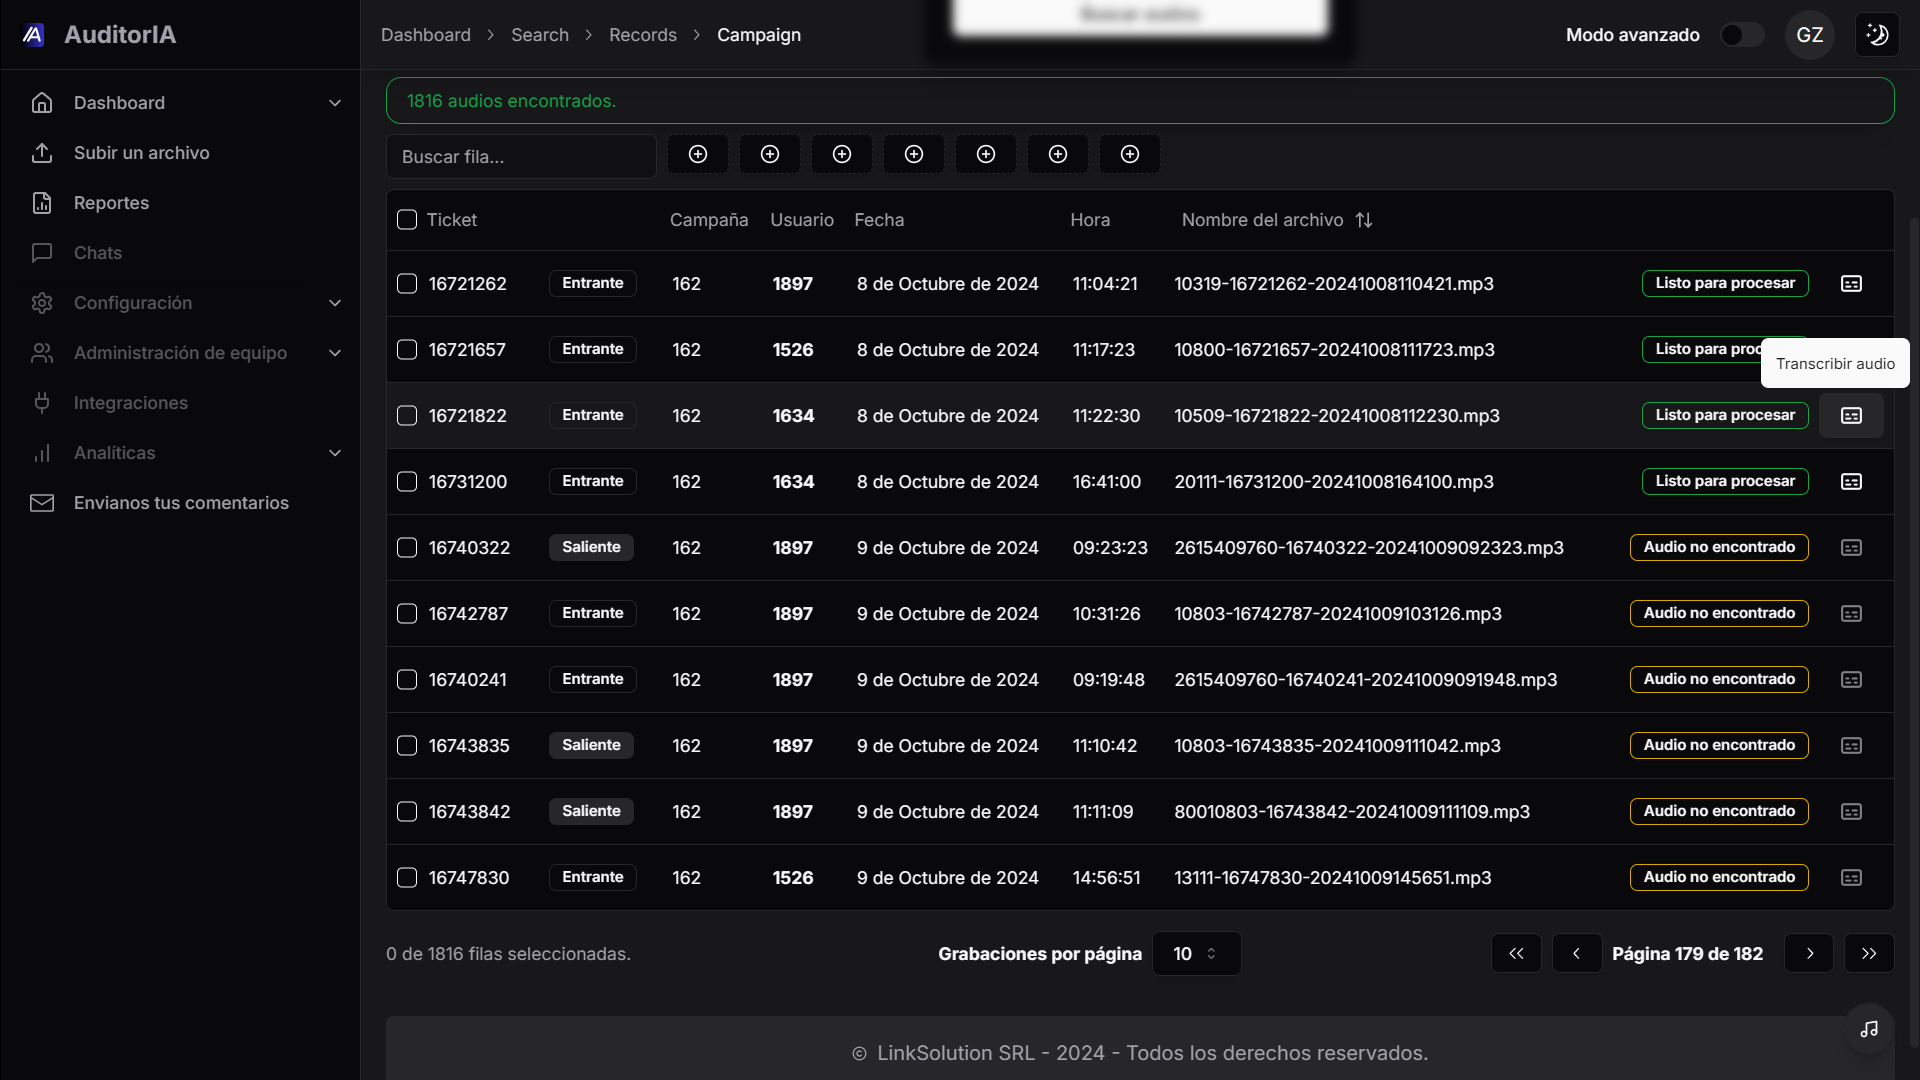 AuditorIA
Dashboard
Subir un archivo
Reportes
Chats
Configuración
Administración de equipo
Integraciones
Analíticas
Envianos tus comentarios
Dashboard > Search > Records > Campaign
Buscar audios
Modo avanzado
GZ
1816 audios encontrados.
Buscar fila...
Ticket Campaña Usuario Fecha Hora Nombre del archivo
16721262 Entrante 162 1897 8 de Octubre de 2024 11:04:21 10319-16721262-20241008110421.mp3 Listo para procesar
16721657 Entrante 162 1526 8 de Octubre de 2024 11:17:23 10800-16721657-20241008111723.mp3 Listo para proc
Transcribir audio
16721822 Entrante 162 1634 8 de Octubre de 2024 11:22:30 10509-16721822-20241008112230.mp3 Listo para procesar
16731200 Entrante 162 1634 8 de Octubre de 2024 16:41:00 20111-16731200-20241008164100.mp3 Listo para procesar
16740322 Saliente 162 1897 9 de Octubre de 2024 09:23:23 2615409760-16740322-20241009092323.mp3 Audio no encontrado
16742787 Entrante 162 1897 9 de Octubre de 2024 10:31:26 10803-16742787-20241009103126.mp3 Audio no encontrado
16740241 Entrante 162 1897 9 de Octubre de 2024 09:19:48 2615409760-16740241-20241009091948.mp3 Audio no encontrado
16743835 Saliente 162 1897 9 de Octubre de 2024 11:10:42 10803-16743835-20241009111042.mp3 Audio no encontrado
16743842 Saliente 162 1897 9 de Octubre de 2024 11:11:09 80010803-16743842-20241009111109.mp3 Audio no encontrado
16747830 Entrante 162 1526 9 de Octubre de 2024 14:56:51 13111-16747830-20241009145651.mp3 Audio no encontrado
0 de 1816 filas seleccionadas.
Grabaciones por página 10
Página 179 de 182
© LinkSolution SRL - 2024 - Todos los derechos reservados.